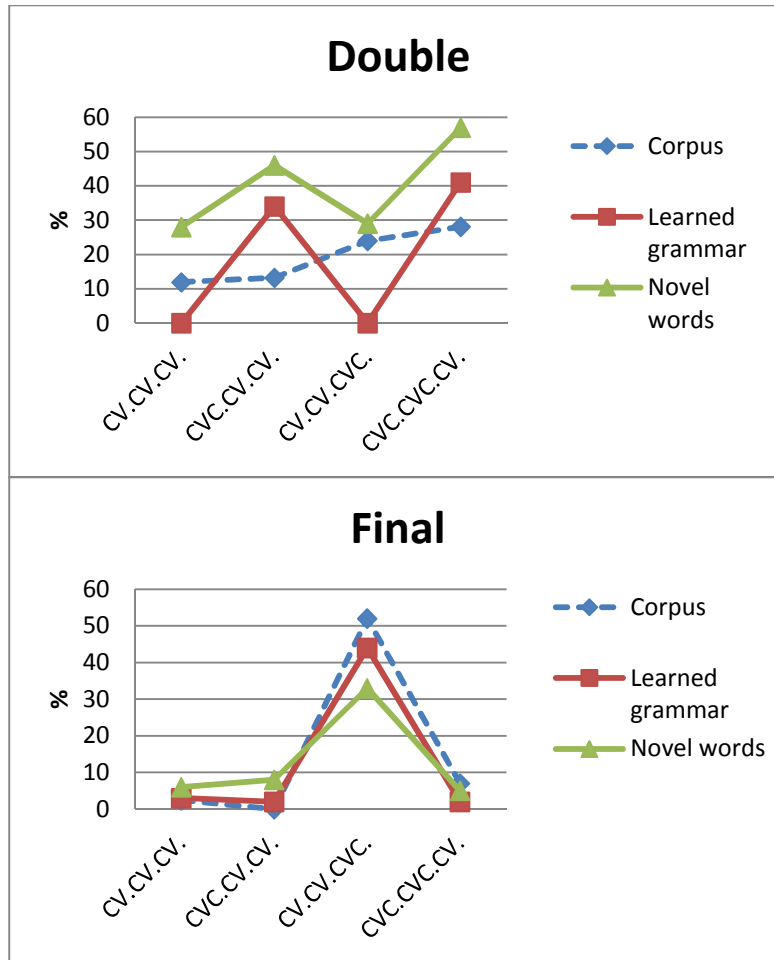 Double
60
50
40
30
20
10
0
%
CV.CV.CV.
CVC.CV.CV.
CV.CV.CVC.
CVC.CVC.CV.
Corpus
Learned
grammar
Novel
words
Final
60
50
40
30
20
10
0
%
CV.CV.CV.
CVC.CV.CV.
CV.CV.CVC.
CVC.CVC.CV.
Corpus
Learned
grammar
Novel words